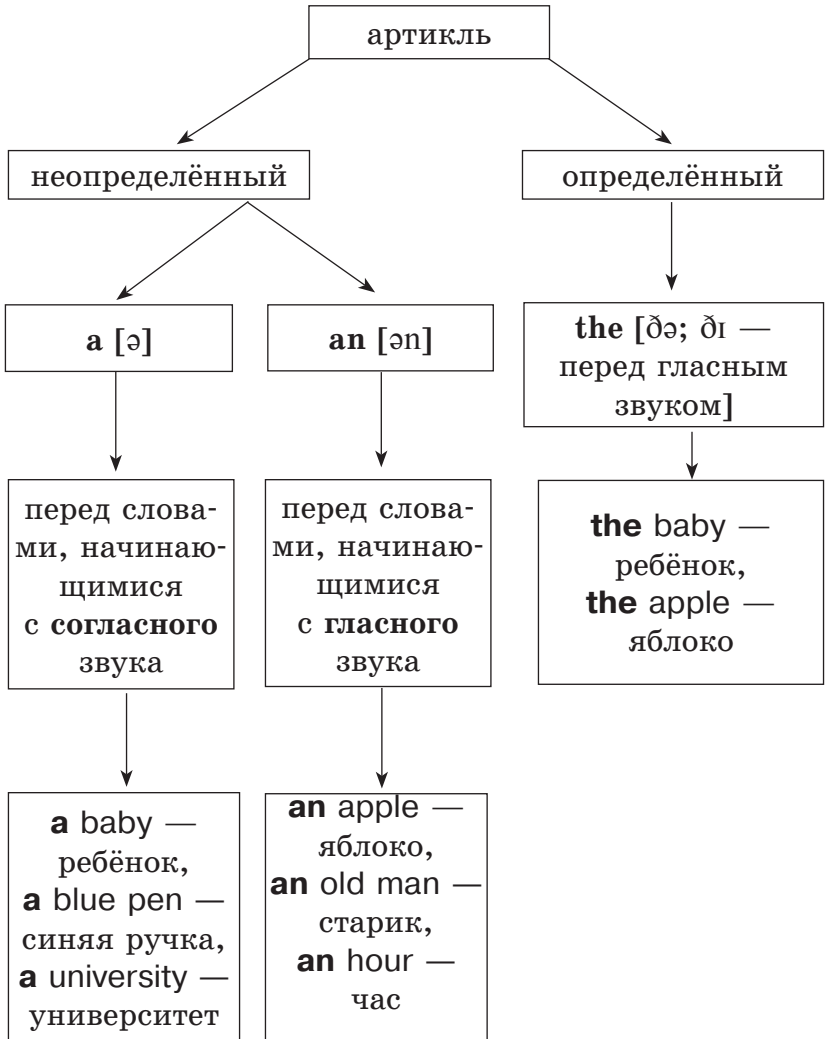 артикль
неопределённый
определённый
a [ə]
an [ən]
the [ðə; ðɪ —
перед гласным
звуком]
перед слова-
ми, начинаю-
щимися
с согласного
звука
перед слова-
ми, начинаю-
щимися
с гласного
звука
the baby —
ребёнок,
the apple —
яблоко
a baby —
ребёнок,
a blue pen —
синяя ручка,
a university —
университет
an apple —
яблоко,
an old man —
старик,
an hour —
час